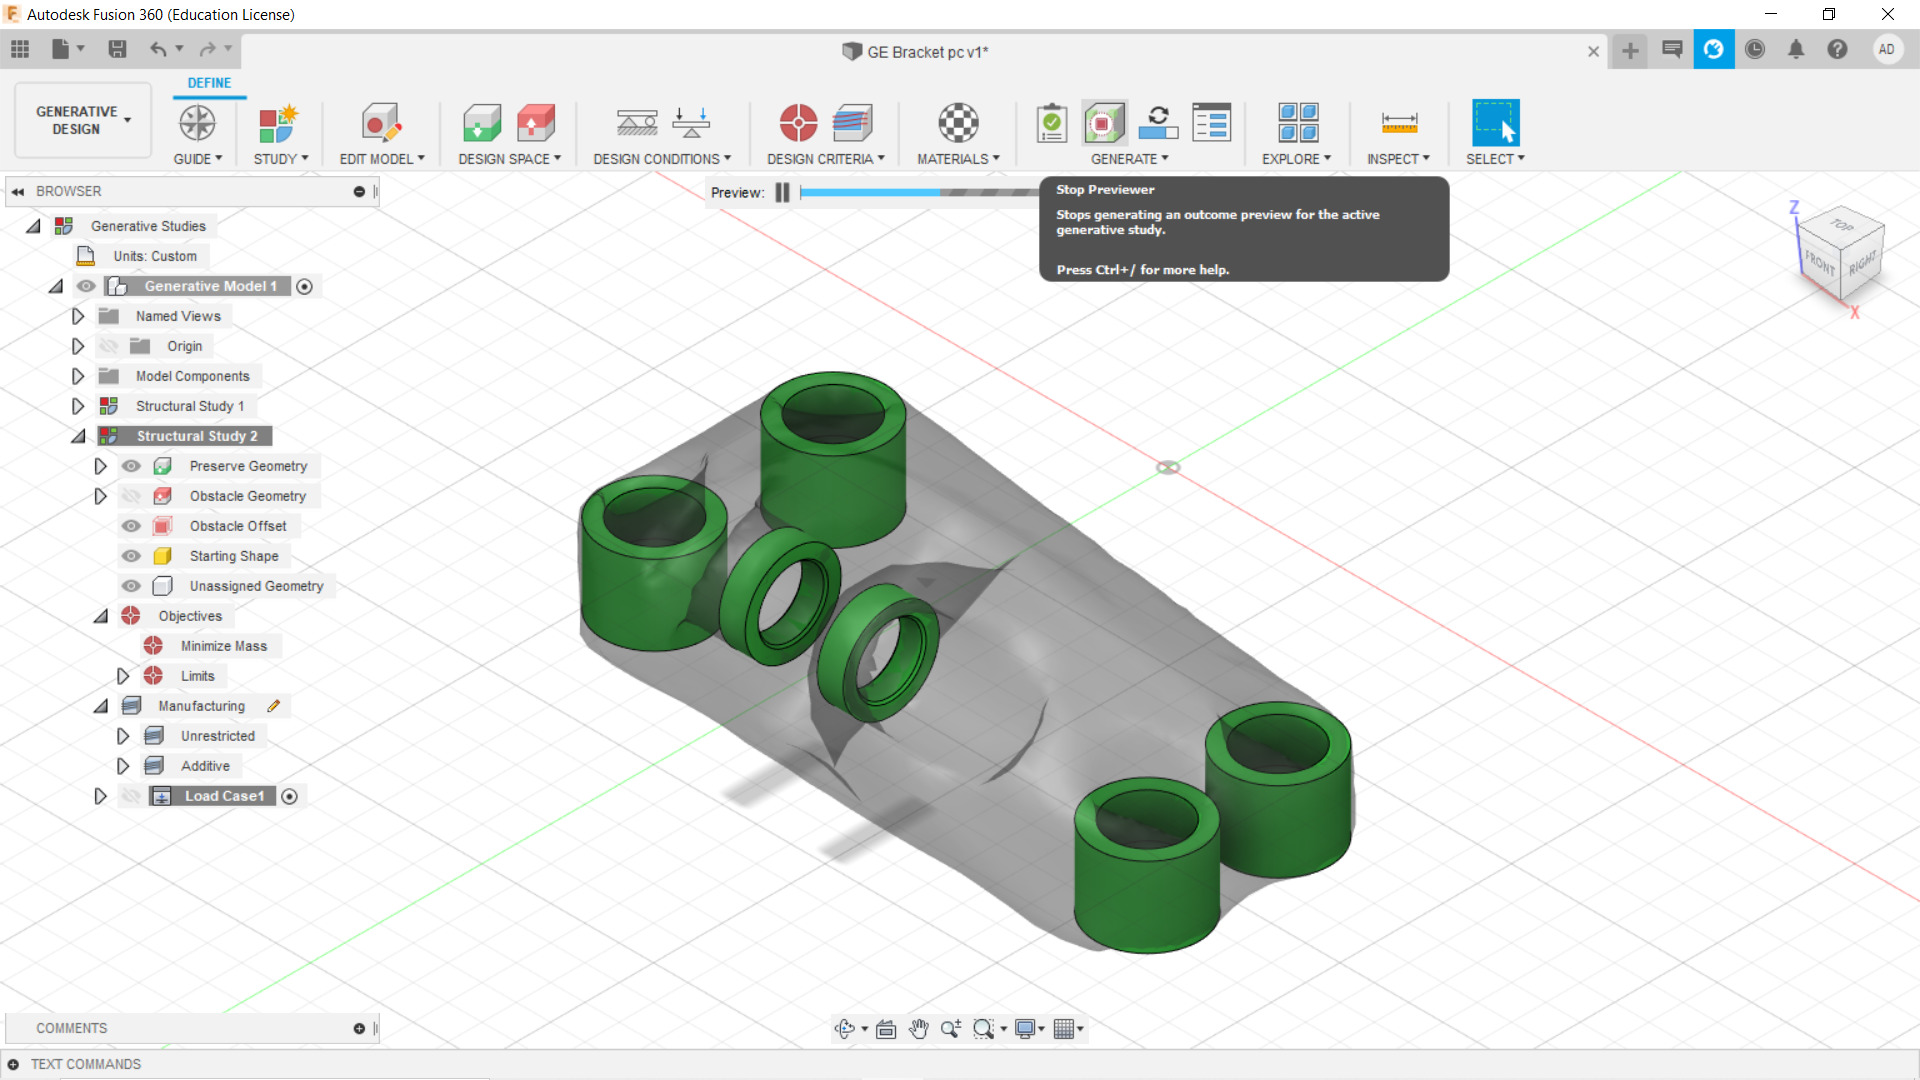 Autodesk Fusion 360 (Education License)
GE Bracket pc v1*
AD
DEFINE
GENERATIVE
DESIGN
GUIDE
STUDY
EDIT MODEL
DESIGN SPACE
DESIGN CONDITIONS
DESIGN CRITERIA
MATERIALS
GENERATE
EXPLORE
INSPECT
SELECT
BROWSER
Preview:
Stop Previewer
Stops generating an outcome preview for the active
generative study.
Press Ctrl+/ for more help.
Generative Studies
Units: Custom
Generative Model 1
Named Views
Origin
Model Components
Structural Study 1
Structural Study 2
Preserve Geometry
Obstacle Geometry
Obstacle Offset
Starting Shape
Unassigned Geometry
Objectives
Minimize Mass
Limits
Manufacturing
Unrestricted
Additive
Load Case1
Z
TOP
FRONT
RIGHT
X
COMMENTS
TEXT COMMANDS